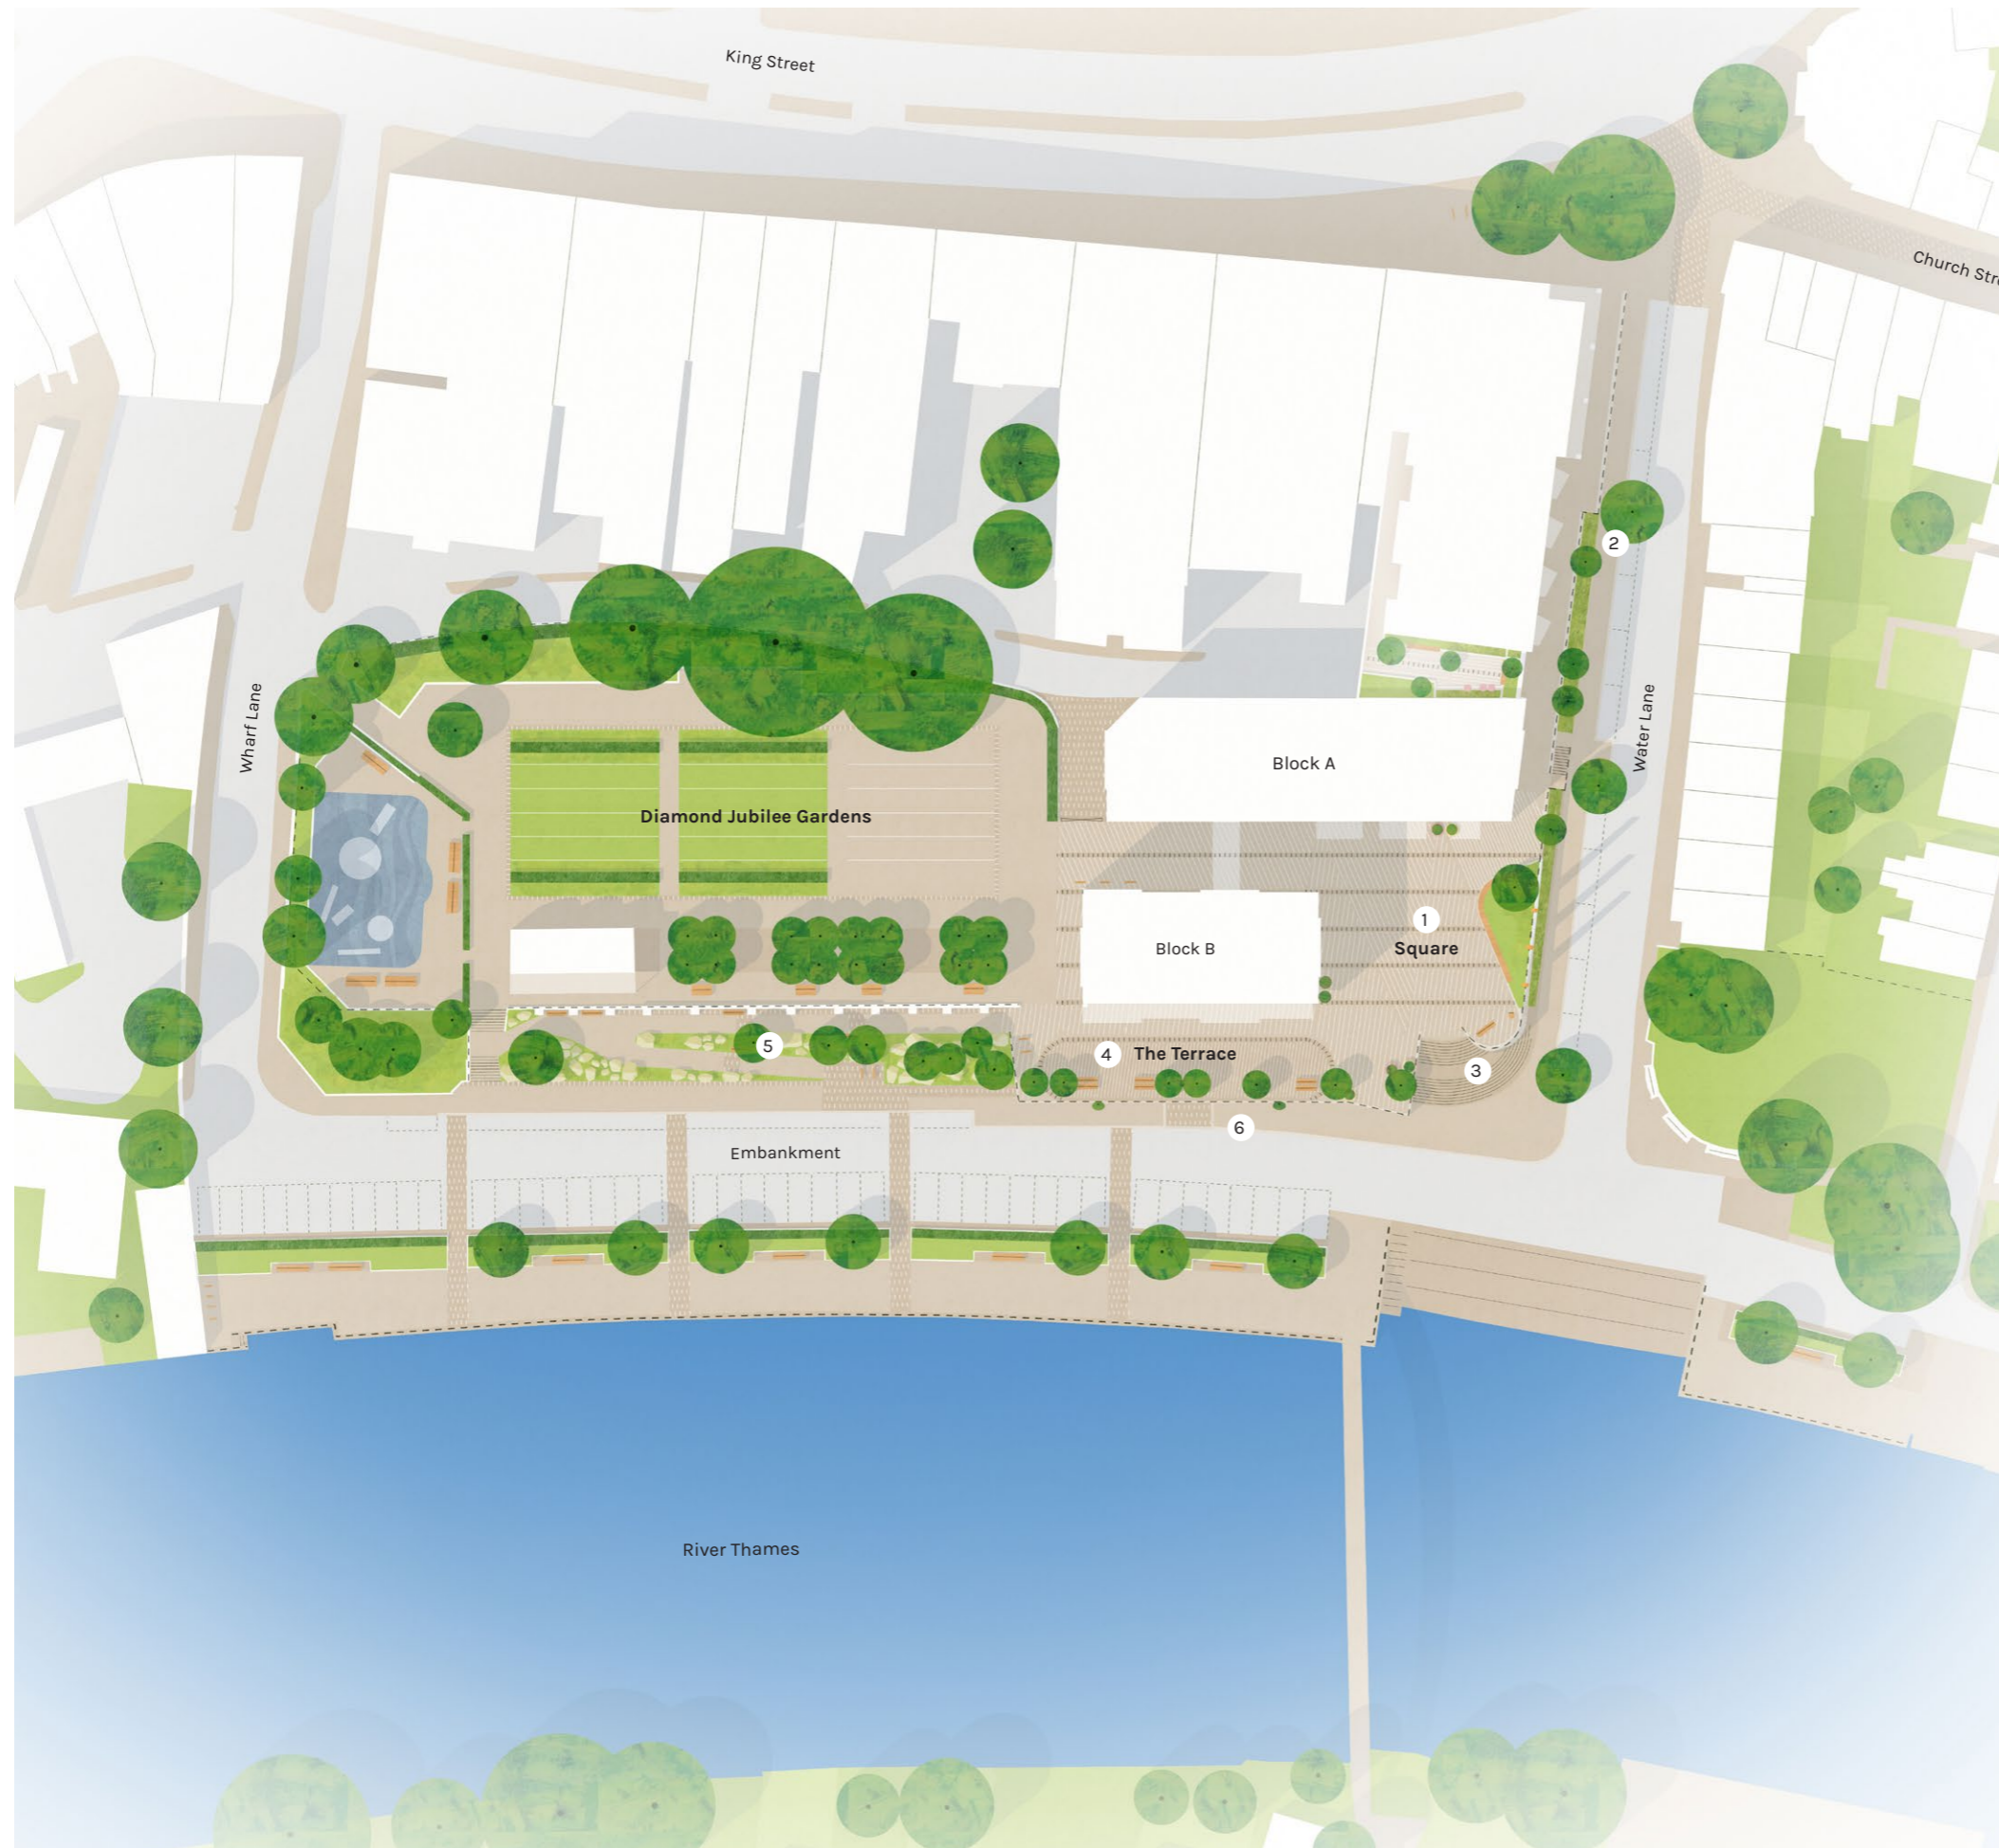 King Street
Church Str
2
Wharf Lane
Water Lane
Block A
Diamond Jubilee Gardens
1
Block B
Square
5
4
The Terrace
3
6
Embankment
River Thames